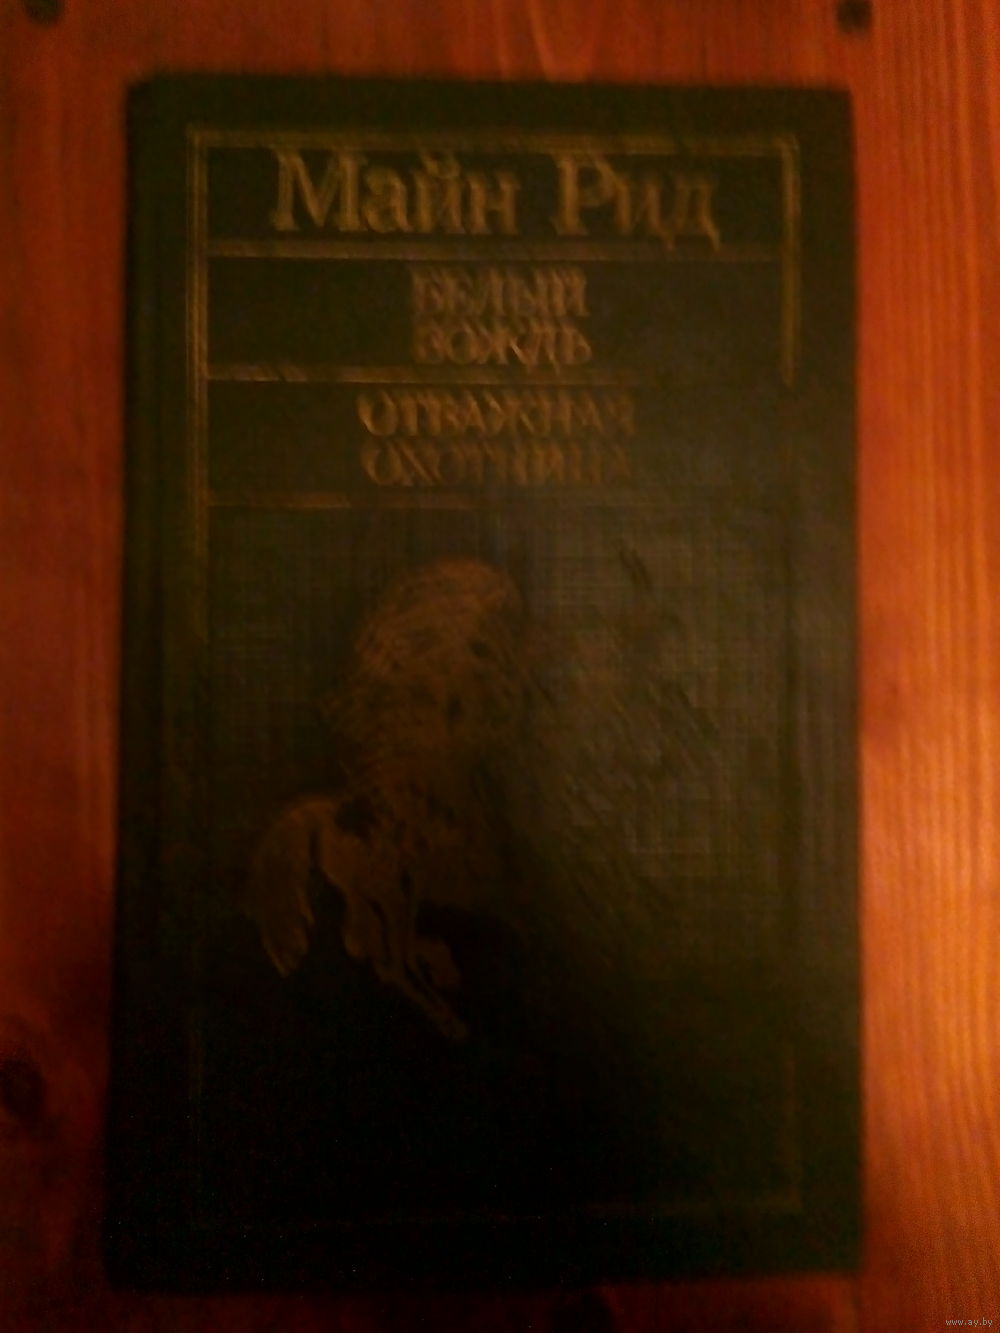 Майн Рид
БЕЛЫЙ
ВОЖДЬ
ОТВАЖНАЯ
ОХОТНИЦА
www.ay.by